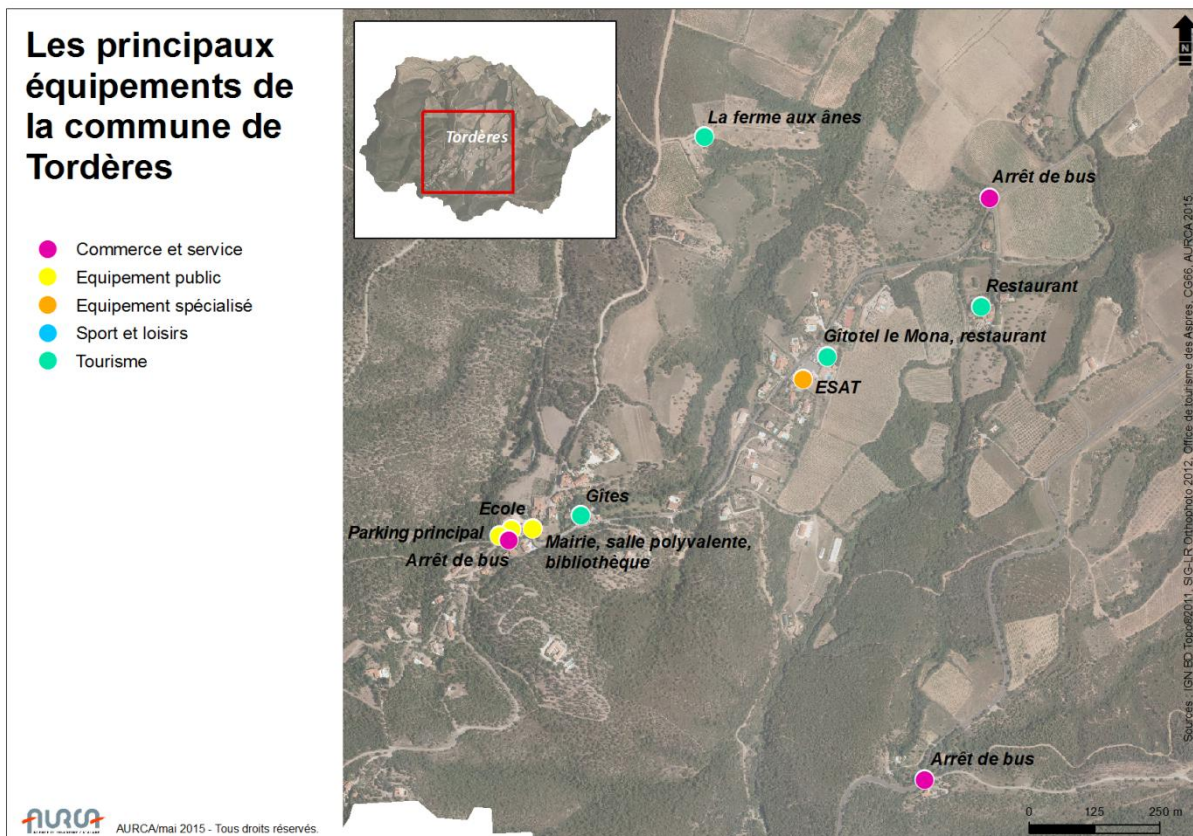 Les principaux
équipements de
la commune de
Tordères
Commerce et service
Equipement public
Equipement spécialisé
Sport et loisirs
Tourisme
Tordères
N
La ferme aux ânes
Arrêt de bus
Restaurant
Gîtotel le Mona, restaurant
ESAT
Gîtes
Ecole
Parking principal
Mairie, salle polyvalente,
bibliothèque
Arrêt de bus
Arrêt de bus
0 125 250 m
Sources : IGN BD Topo®2011, SIG-LR Orthophoto 2012, Office de tourisme des Aspres, CG66, AURCA 2015.
AURCA
AURCA/mai 2015 - Tous droits réservés.